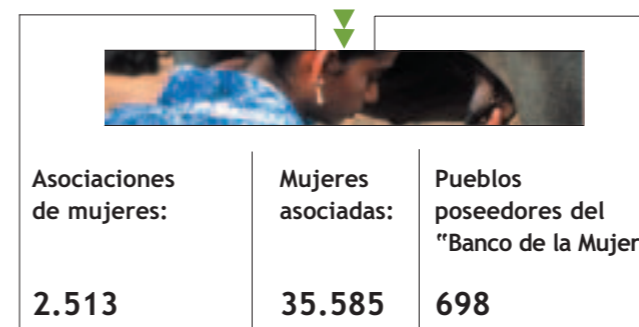 Asociaciones
de mujeres:
2.513
Mujeres
asociadas:
35.585
Pueblos
poseedores del
“Banco de la Mujer
698